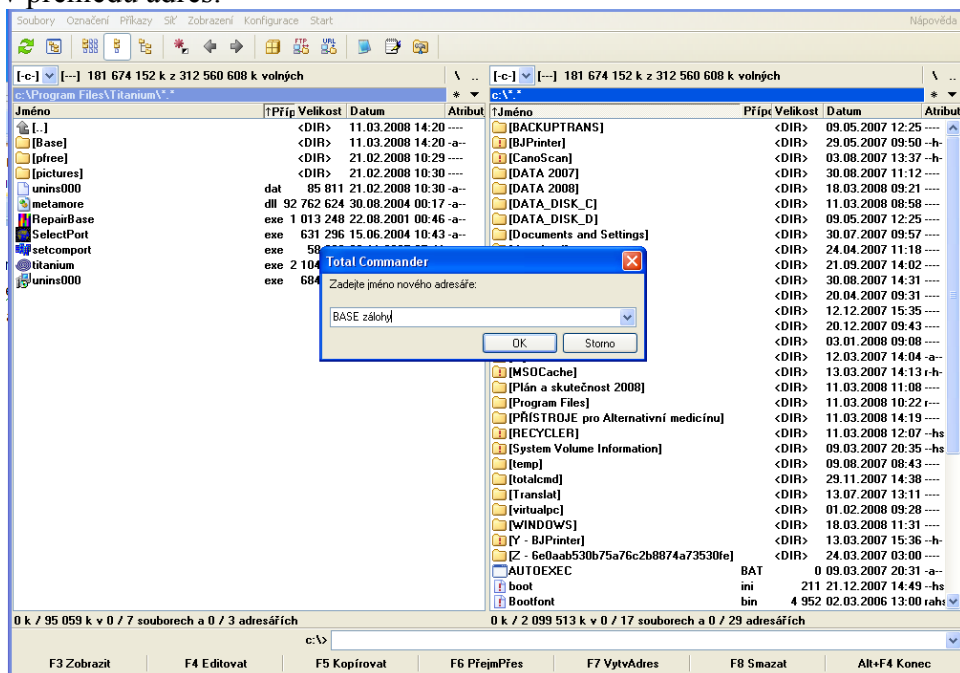 v přehledu adres.
Soubory Označení Příkazy Síť Zobrazení Konfigurace Start Nápověda
FTP URL
[-c-] [---] 181 674 152 k z 312 560 608 k volných \ ..
[-c-] [---] 181 674 152 k z 312 560 608 k volných \ ..
c:\Program Files\Titanium\*.* * ▼
c:\*.* * ▼
Jméno ↑Příp Velikost Datum Atribut
[..] <DIR> 11.03.2008 14:20 ----
[Base] <DIR> 11.03.2008 14:20 -a--
[pfree] <DIR> 21.02.2008 10:29 ----
[pictures] <DIR> 21.02.2008 10:30 ----
unins000 dat 85 811 21.02.2008 10:30 -a--
metamore dll 92 762 624 30.08.2004 00:17 -a--
RepairBase exe 1 013 248 22.08.2001 00:46 -a--
SelectPort exe 631 296 15.06.2004 10:43 -a--
setcomport exe 58
titanium exe 2 104
unins000 exe 684
↑Jméno Přípo Velikost Datum Atribut
[BACKUPTRANS] <DIR> 09.05.2007 12:25 ----
[BJPrinter] <DIR> 29.05.2007 09:50 --h-
[CanoScan] <DIR> 03.08.2007 13:37 --h-
[DATA 2007] <DIR> 30.08.2007 11:12 ----
[DATA 2008] <DIR> 18.03.2008 09:21 ----
[DATA_DISK_C] <DIR> 11.03.2008 08:58 ----
[DATA_DISK_D] <DIR> 09.05.2007 12:25 ----
[Documents and Settings] <DIR> 30.07.2007 09:57 ----
<DIR> 24.04.2007 11:18 ----
<DIR> 21.09.2007 14:02 ----
<DIR> 30.08.2007 14:31 ----
<DIR> 20.04.2007 09:31 ----
<DIR> 12.12.2007 15:35 ----
<DIR> 20.12.2007 09:43 ----
<DIR> 03.01.2008 09:08 ----
<DIR> 12.03.2007 14:04 -a--
[MSOCache] <DIR> 13.03.2007 14:13 r-h-
[Plán a skutečnost 2008] <DIR> 11.03.2008 11:08 ----
[Program Files] <DIR> 11.03.2008 10:22 r---
[PŘÍSTROJE pro Alternativní medicínu] <DIR> 11.03.2008 14:19 ----
[RECYCLER] <DIR> 11.03.2008 12:07 --hs
[System Volume Information] <DIR> 09.03.2007 20:35 --hs
[temp] <DIR> 09.08.2007 08:43 ----
[totalcmd] <DIR> 29.11.2007 14:38 ----
[Translat] <DIR> 13.07.2007 13:11 ----
[virtualpc] <DIR> 01.02.2008 09:28 ----
[WINDOWS] <DIR> 18.03.2008 11:31 ----
[Y - BJPrinter] <DIR> 13.03.2007 15:36 --h-
[Z - 6e0aab530b75a76c2b8874a73530fe] <DIR> 24.03.2007 03:00 ----
AUTOEXEC BAT 0 09.03.2007 20:31 -a--
boot ini 211 21.12.2007 14:49 --hs
Bootfont bin 4 952 02.03.2006 13:00 rahs
Total Commander
Zadejte jméno nového adresáře:
BASE zálohy
OK Storno
0 k / 95 059 k v 0 / 7 souborech a 0 / 3 adresářích
0 k / 2 099 513 k v 0 / 17 souborech a 0 / 29 adresářích
c:\>
F3 Zobrazit F4 Editovat F5 Kopírovat F6 PřejmPřes F7 VytvAdres F8 Smazat Alt+F4 Konec